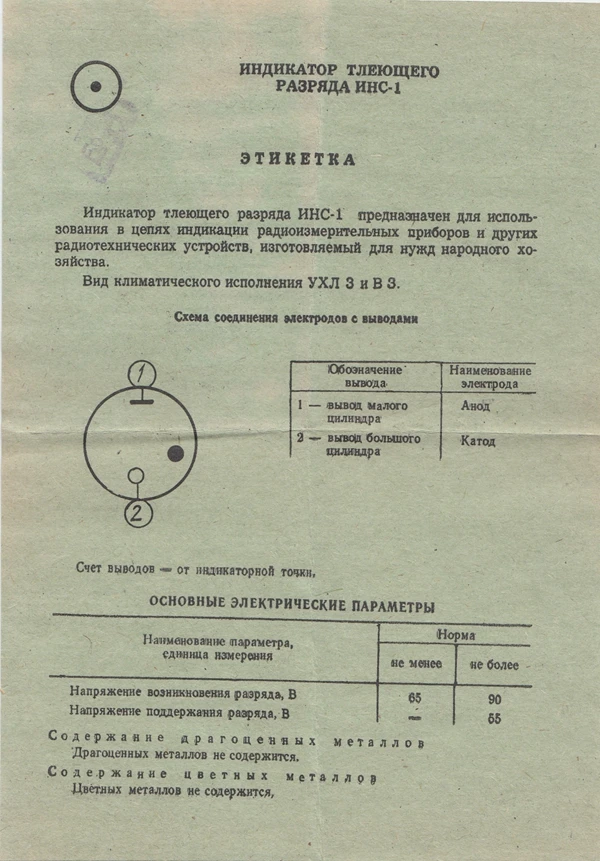 ИНДИКАТОР ТЛЕЮЩЕГО
РАЗРЯДА ИНС-1
ЭТИКЕТКА
Индикатор тлеющего разряда ИНС-1 предназначен для исполь-
зования в цепях индикации радиоизмерительных приборов и других
радиотехнических устройств, изготовляемый для нужд народного хо-
зяйства.
Вид климатического исполнения УХЛ 3 и В 3.
Схема соединения электродов с выводами
1
2
Обозначение вывода
Наименование электрода
1 — вывод малого цилиндра
Анод
2 — вывод большого цилиндра
Катод
Счет выводов — от индикаторной точки.
ОСНОВНЫЕ ЭЛЕКТРИЧЕСКИЕ ПАРАМЕТРЫ
Наименование параметра,
единица измерения
Норма
не менее
не более
Напряжение возникновения разряда, В 65 90
Напряжение поддержания разряда, В — 55
Содержание драгоценных металлов
Драгоценных металлов не содержится.
Содержание цветных металлов
Цветных металлов не содержится.